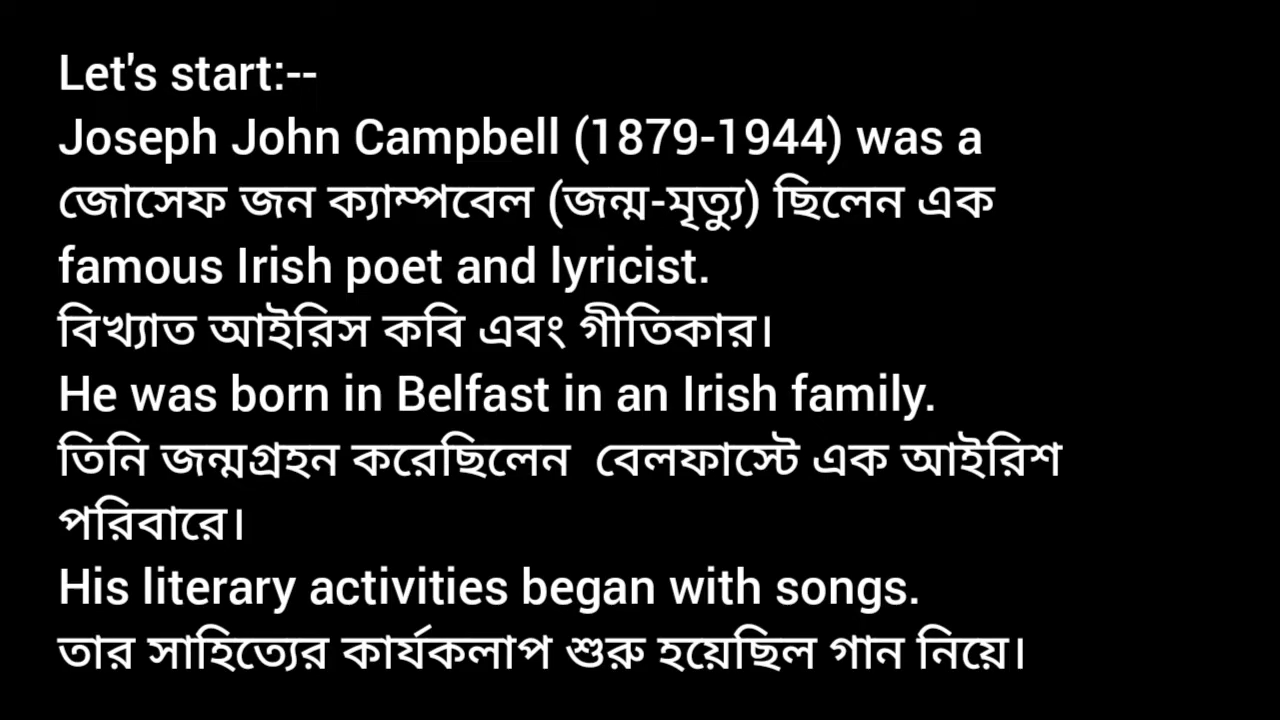 Let's start:--
Joseph John Campbell (1879-1944) was a
জোসেফ জন ক্যাম্পবেল (জন্ম-মৃত্যু) ছিলেন এক
famous Irish poet and lyricist.
বিখ্যাত আইরিস কবি এবং গীতিকার।
He was born in Belfast in an Irish family.
তিনি জন্মগ্রহন করেছিলেন  বেলফাস্টে এক আইরিশ
পরিবারে।
His literary activities began with songs.
তার সাহিত্যের কার্যকলাপ শুরু হয়েছিল গান নিয়ে।